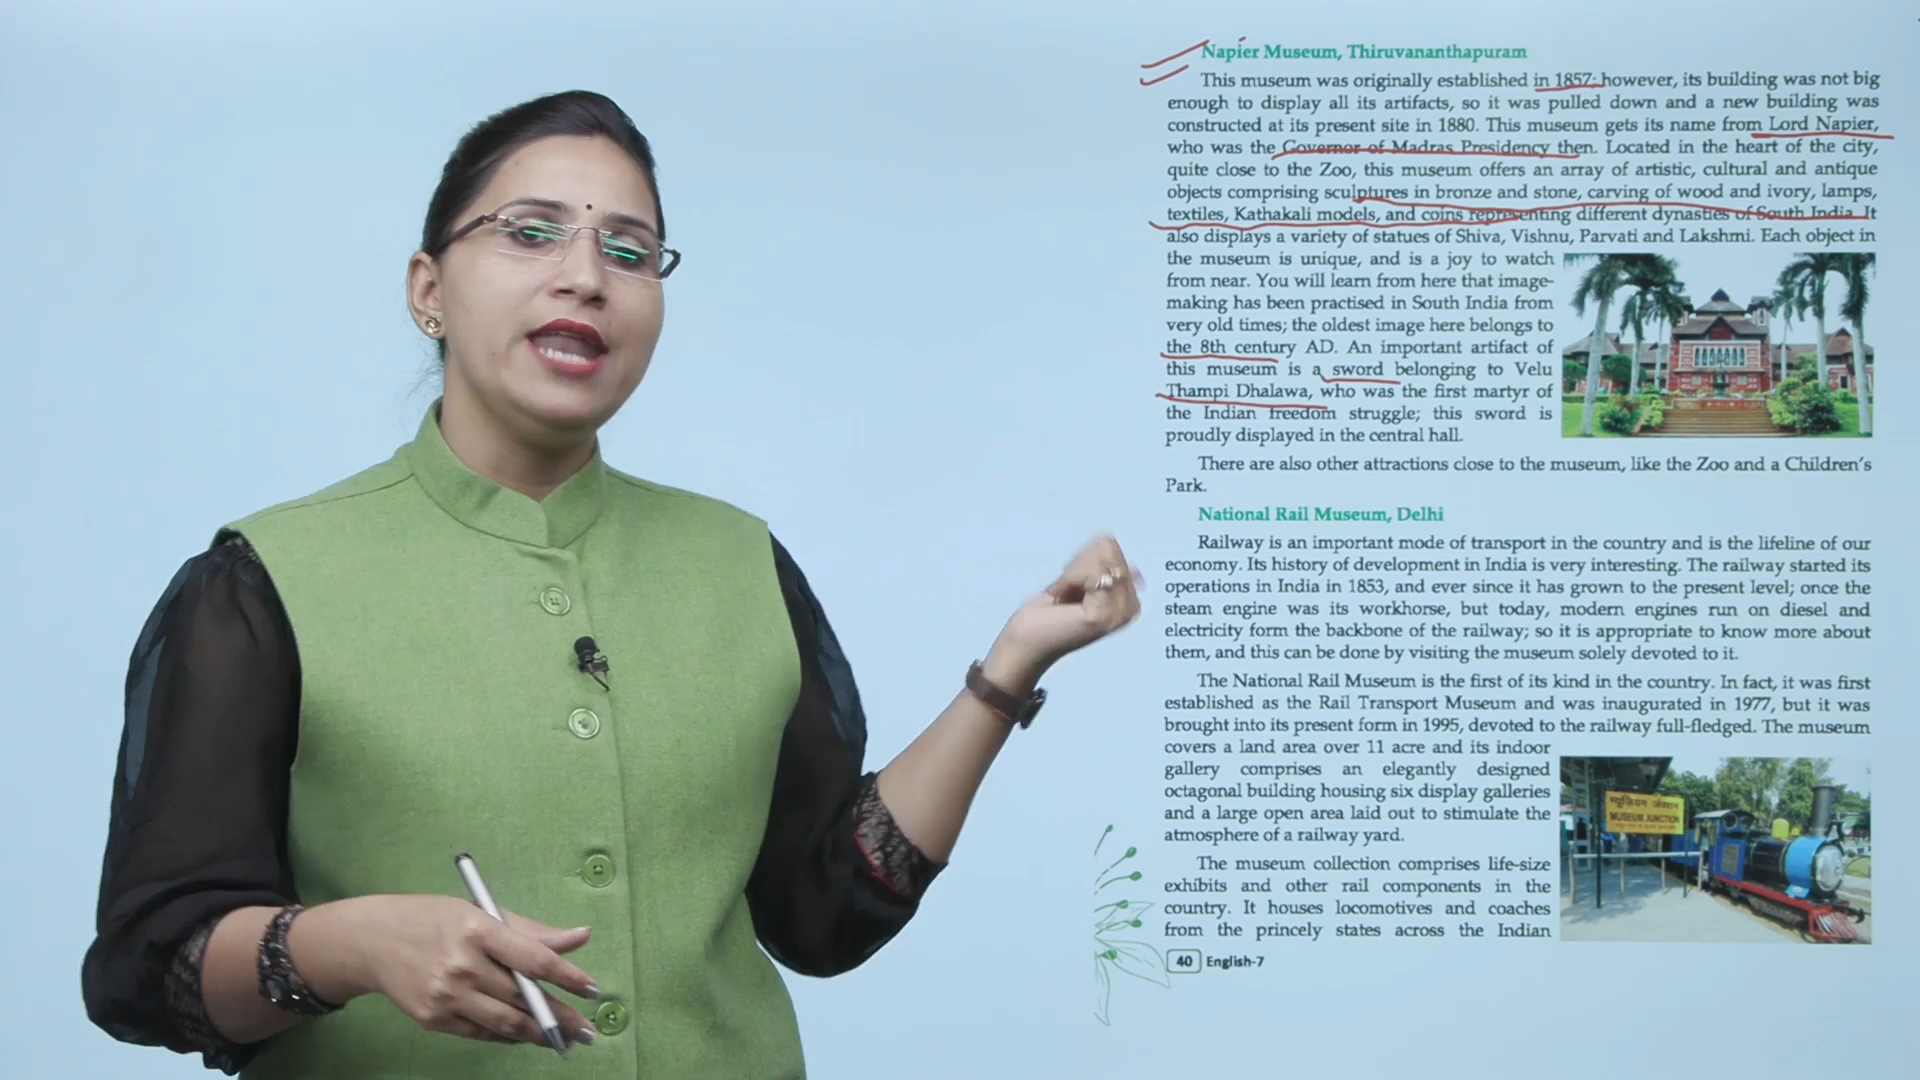 Napier Museum, Thiruvananthapuram
This museum was originally established in 1857; however, its building was not big
enough to display all its artifacts, so it was pulled down and a new building was
constructed at its present site in 1880. This museum gets its name from Lord Napier,
who was the Governor of Madras Presidency then. Located in the heart of the city,
quite close to the Zoo, this museum offers an array of artistic, cultural and antique
objects comprising sculptures in bronze and stone, carving of wood and ivory, lamps,
textiles, Kathakali models, and coins representing different dynasties of South India. It
also displays a variety of statues of Shiva, Vishnu, Parvati and Lakshmi. Each object in
the museum is unique, and is a joy to watch
from near. You will learn from here that image-
making has been practised in South India from
very old times; the oldest image here belongs to
the 8th century AD. An important artifact of
this museum is a sword belonging to Velu
Thampi Dhalawa, who was the first martyr of
the Indian freedom struggle; this sword is
proudly displayed in the central hall.
There are also other attractions close to the museum, like the Zoo and a Children's
Park.
National Rail Museum, Delhi
Railway is an important mode of transport in the country and is the lifeline of our
economy. Its history of development in India is very interesting. The railway started its
operations in India in 1853, and ever since it has grown to the present level; once the
steam engine was its workhorse, but today, modern engines run on diesel and
electricity form the backbone of the railway; so it is appropriate to know more about
them, and this can be done by visiting the museum solely devoted to it.
The National Rail Museum is the first of its kind in the country. In fact, it was first
established as the Rail Transport Museum and was inaugurated in 1977, but it was
brought into its present form in 1995, devoted to the railway full-fledged. The museum
covers a land area over 11 acre and its indoor
gallery comprises an elegantly designed
octagonal building housing six display galleries
and a large open area laid out to stimulate the
atmosphere of a railway yard.
म्यूज़ियम जंक्शन
MUSEUM JUNCTION
The museum collection comprises life-size
exhibits and other rail components in the
country. It houses locomotives and coaches
from the princely states across the Indian
40 English-7